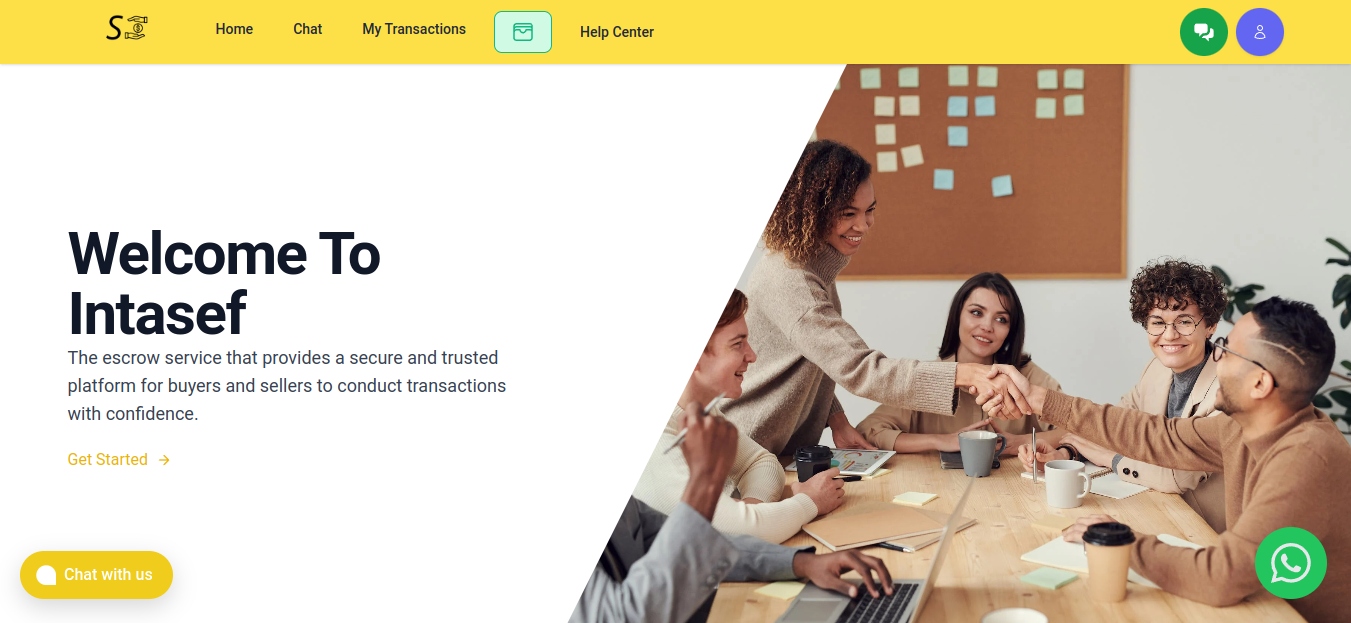 S
Home
Chat
My Transactions
Help Center
Welcome To
Intasef
The escrow service that provides a secure and trusted
platform for buyers and sellers to conduct transactions
with confidence.
Get Started
Chat with us